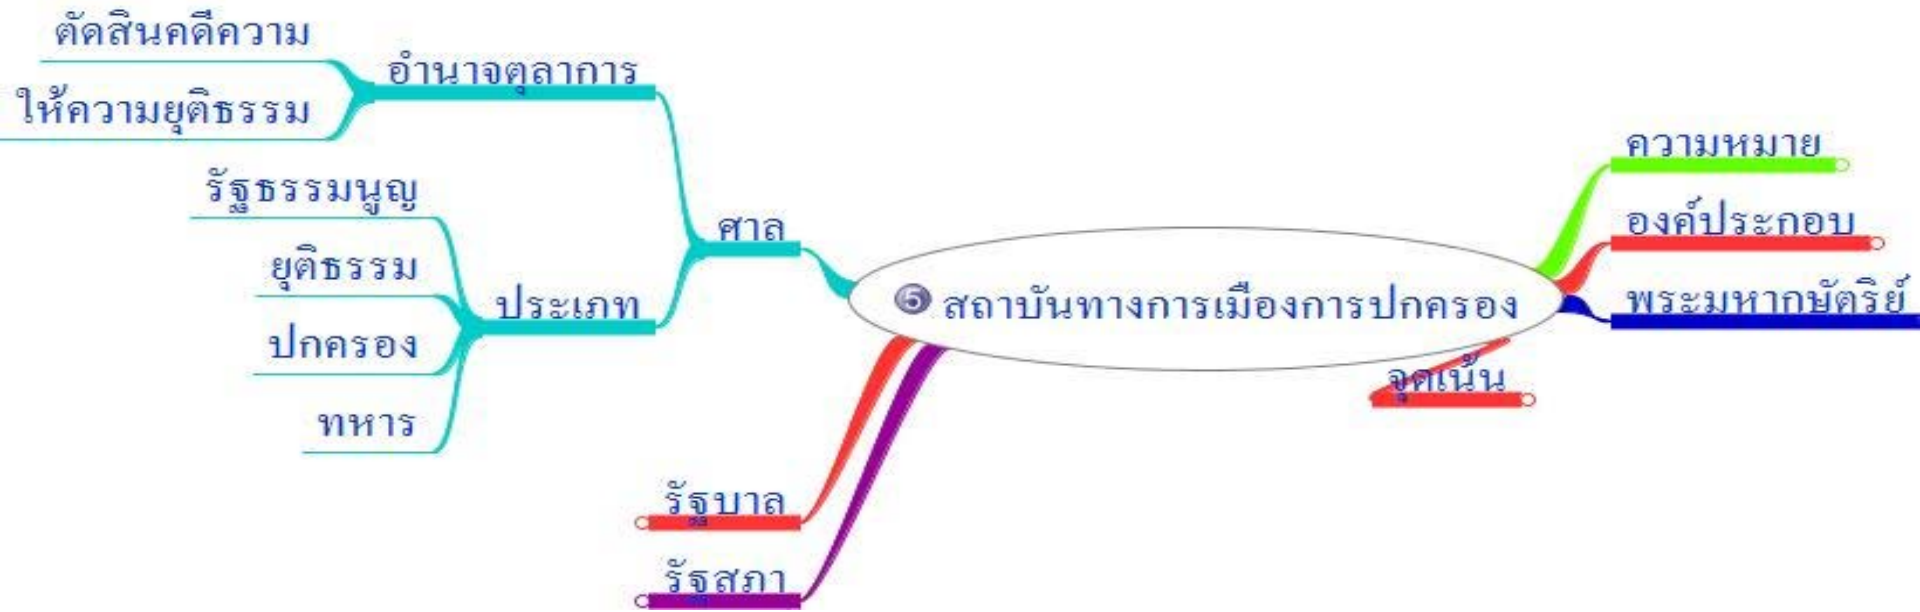 ตัดสินคดีความ
ให้ความยุติธรรม
อำนาจตุลาการ
รัฐธรรมนูญ
ยุติธรรม
ปกครอง
ทหาร
ประเภท
ศาล
รัฐบาล
รัฐสภา
5 สถาบันทางการเมืองการปกครอง
ความหมาย
องค์ประกอบ
พระมหากษัตริย์
จุดเน้น